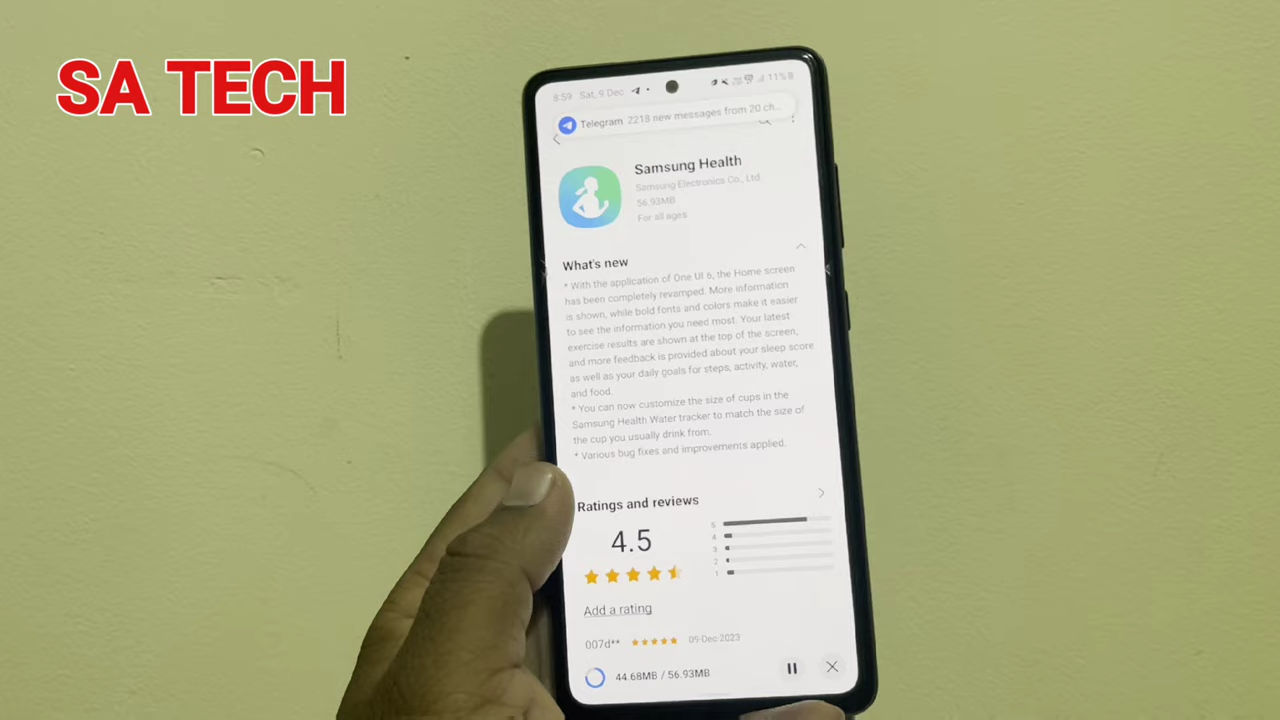 SA TECH
8:59 Sat, 9 Dec 11%
Telegram 2218 new messages from 20 ch...
Samsung Health
Samsung Electronics Co., Ltd.
56.93MB
For all ages
What's new
* With the application of One UI 6, the Home screen
has been completely revamped. More information
is shown, while bold fonts and colors make it easier
to see the information you need most. Your latest
exercise results are shown at the top of the screen,
and more feedback is provided about your sleep score
as well as your daily goals for steps, activity, water,
and food.
* You can now customize the size of cups in the
Samsung Health Water tracker to match the size of
the cup you usually drink from.
* Various bug fixes and improvements applied.
Ratings and reviews
4.5
5
4
3
2
1
Add a rating
007d** 09-Dec-2023
44.68MB / 56.93MB